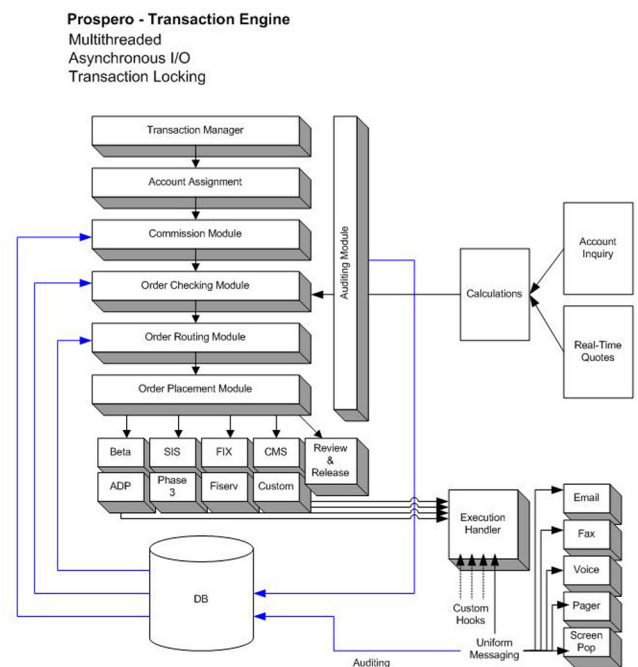 Prospero - Transaction Engine
Multithreaded
Asynchronous I/O
Transaction Locking
Transaction Manager
Account Assignment
Commission Module
Order Checking Module
Order Routing Module
Order Placement Module
Auditing Module
Calculations
Account
Inquiry
Real-Time
Quotes
Beta
SIS
FIX
CMS
Review
&
Release
ADP
Phase
3
Fiserv
Custom
Execution
Handler
Email
Fax
Voice
Pager
Screen
Pop
DB
Custom
Hooks
Uniform
Messaging
Auditing